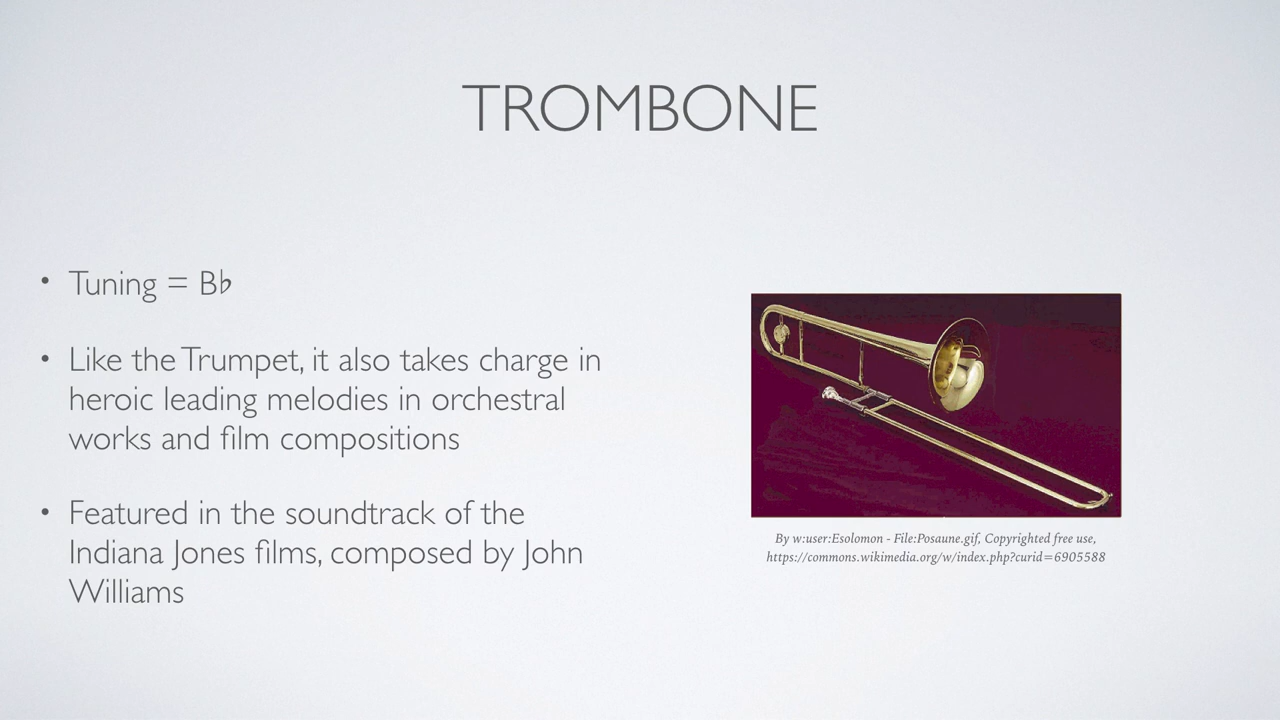 TROMBONE
• Tuning = B♭
• Like the Trumpet, it also takes charge in
heroic leading melodies in orchestral
works and film compositions
• Featured in the soundtrack of the
Indiana Jones films, composed by John
Williams
By w:user:Esolomon - File:Posaune.gif, Copyrighted free use,
https://commons.wikimedia.org/w/index.php?curid=6905588